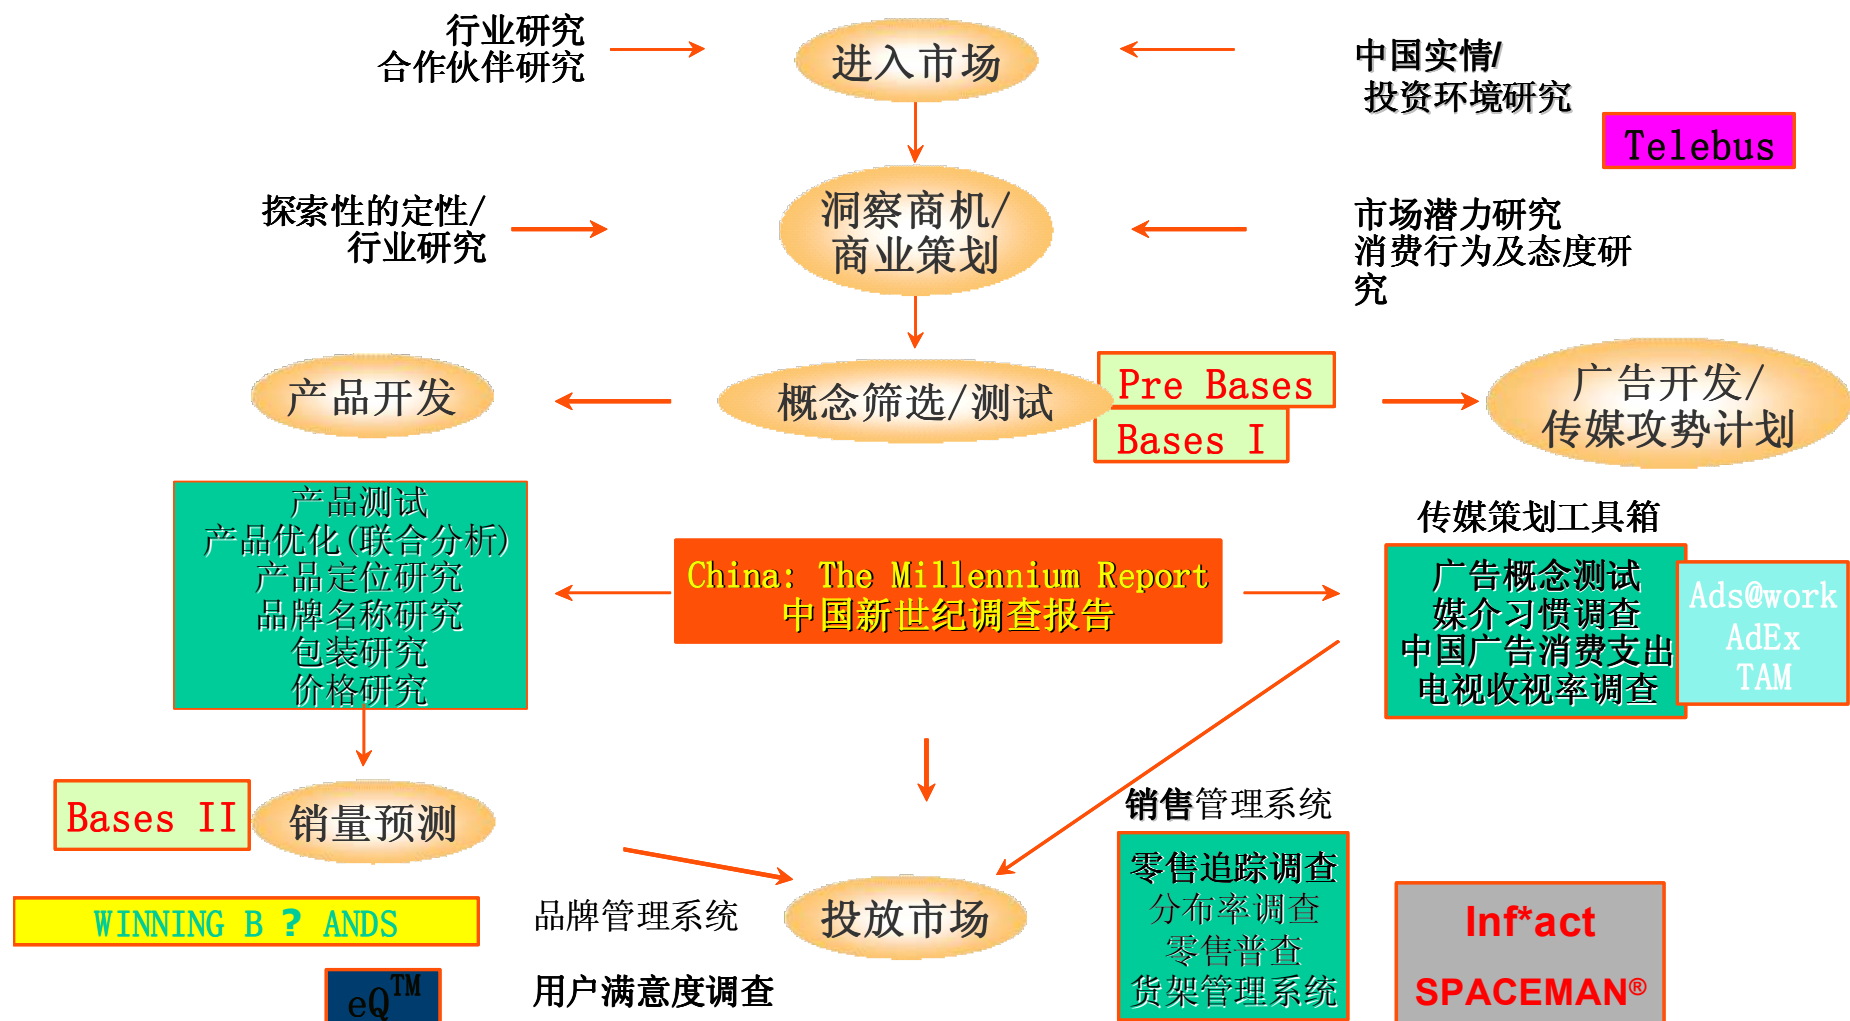 行业研究
合作伙伴研究
进入市场
中国实情/
投资环境研究
Telebus
探索性的定性/
行业研究
洞察商机/
商业策划
市场潜力研究
消费行为及态度研
究
产品开发
概念筛选/测试
Pre Bases
Bases I
广告开发/
传媒攻势计划
产品测试
产品优化(联合分析)
产品定位研究
品牌名称研究
包装研究
价格研究
China: The Millennium Report
中国新世纪调查报告
传媒策划工具箱
广告概念测试
媒介习惯调查
中国广告消费支出
电视收视率调查
Ads@work
AdEx
TAM
Bases II
销量预测
销售管理系统
零售追踪调查
分布率调查
零售普查
货架管理系统
WINNING B ? ANDS
品牌管理系统
投放市场
Inf*act
SPACEMAN®
eQ™
用户满意度调查